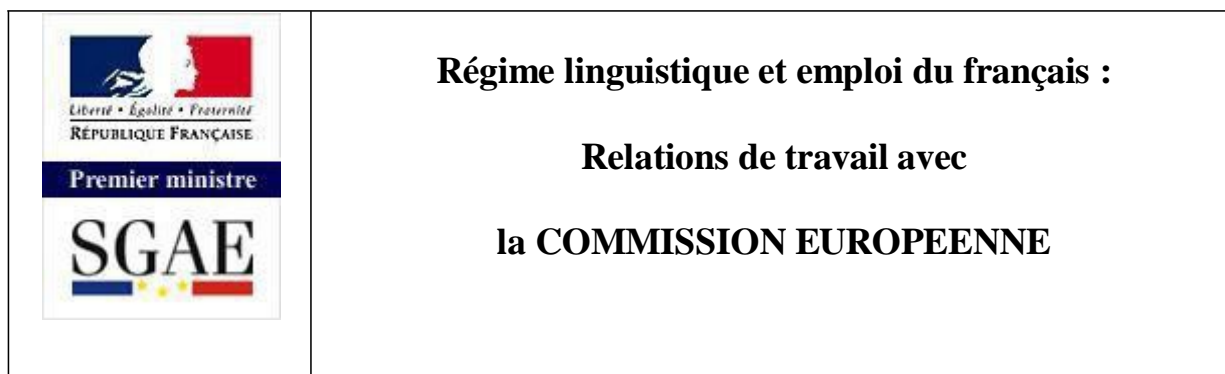 Liberté • Égalité • Fraternité
RÉPUBLIQUE FRANÇAISE
Premier ministre
SGAE
Régime linguistique et emploi du français :
Relations de travail avec
la COMMISSION EUROPEENNE